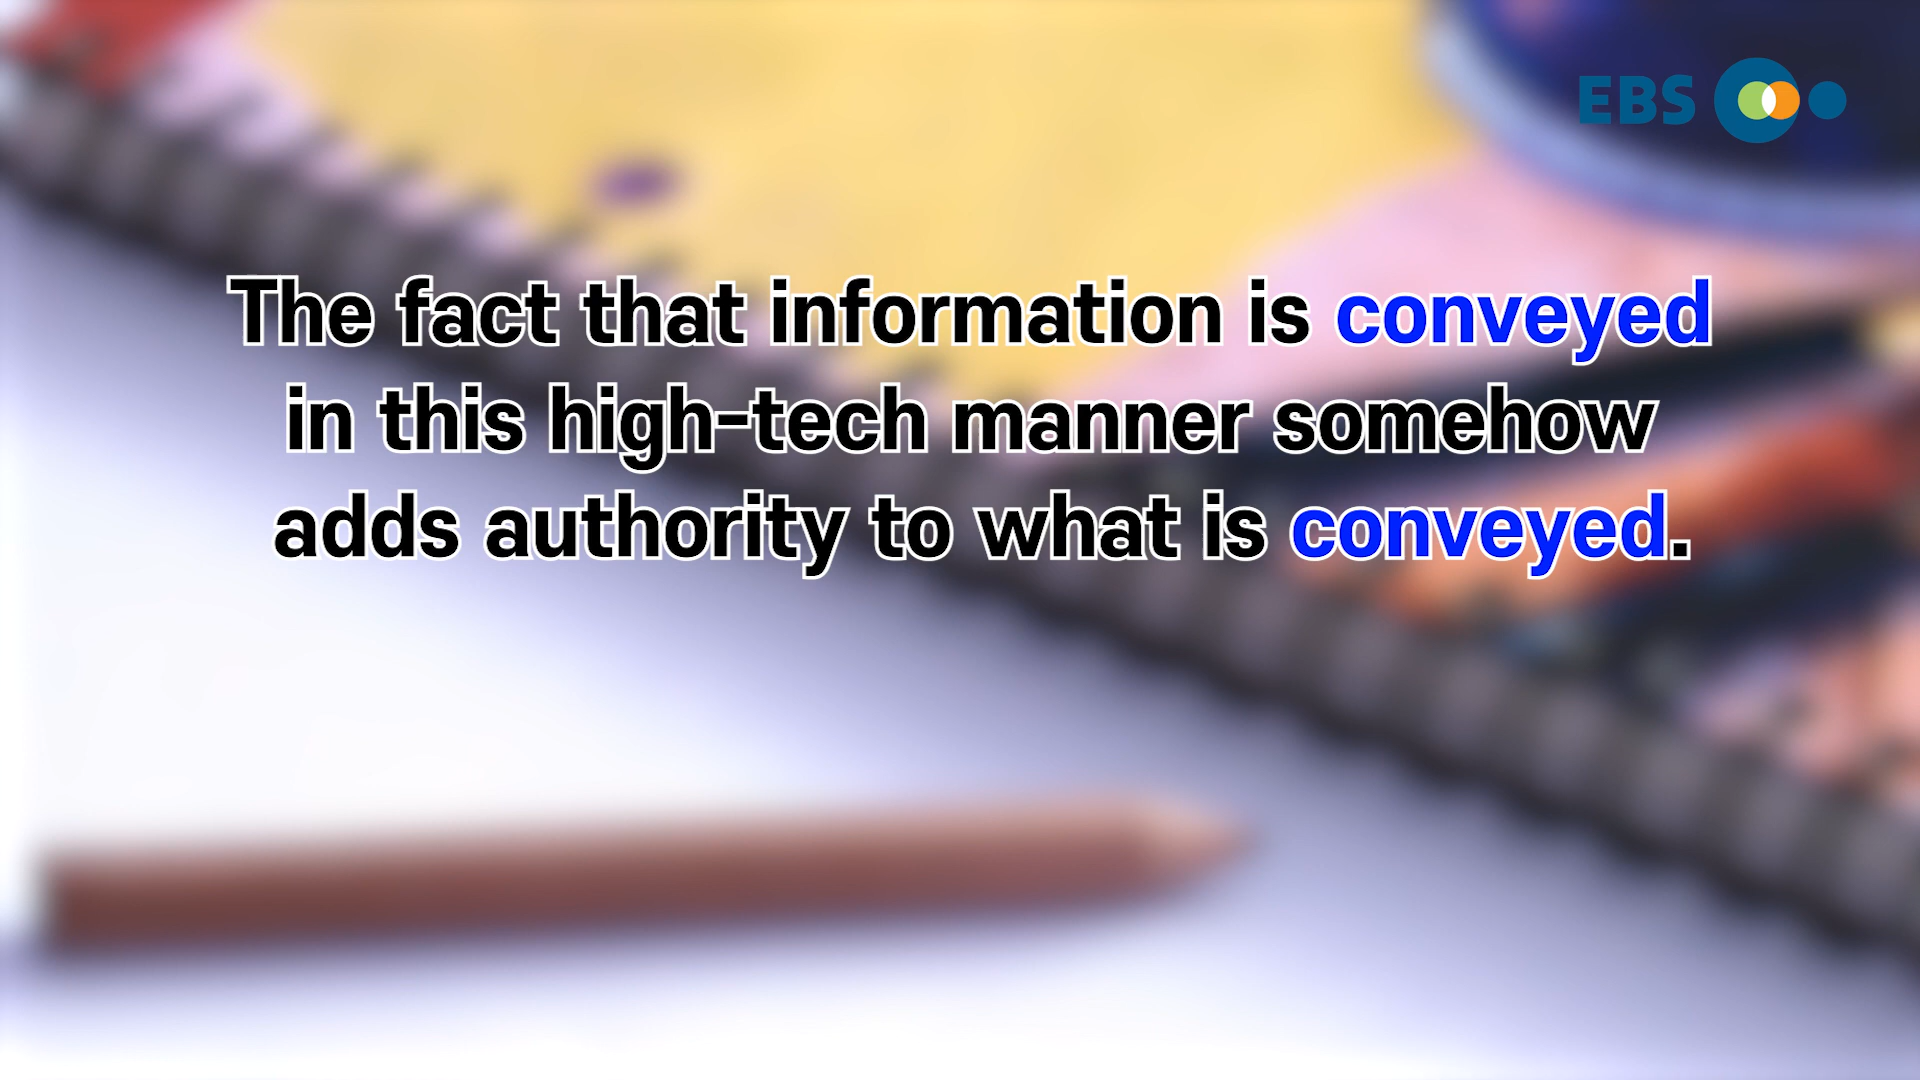 EBS
The fact that information is conveyed
in this high-tech manner somehow
adds authority to what is conveyed.